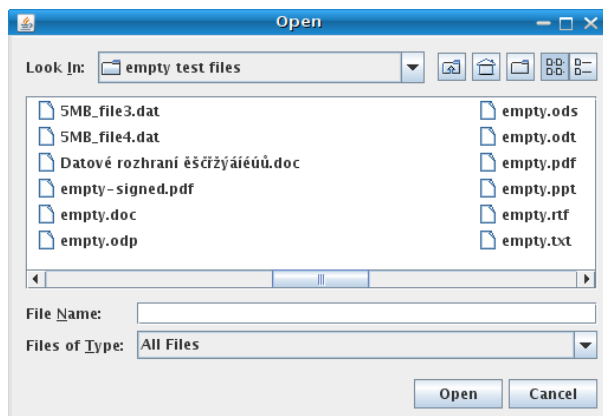 Open
Look In: empty test files
5MB_file3.dat
5MB_file4.dat
Datové rozhraní ěščřžýáíéúů.doc
empty-signed.pdf
empty.doc
empty.odp
empty.ods
empty.odt
empty.pdf
empty.ppt
empty.rtf
empty.txt
File Name:
Files of Type: All Files
Open Cancel